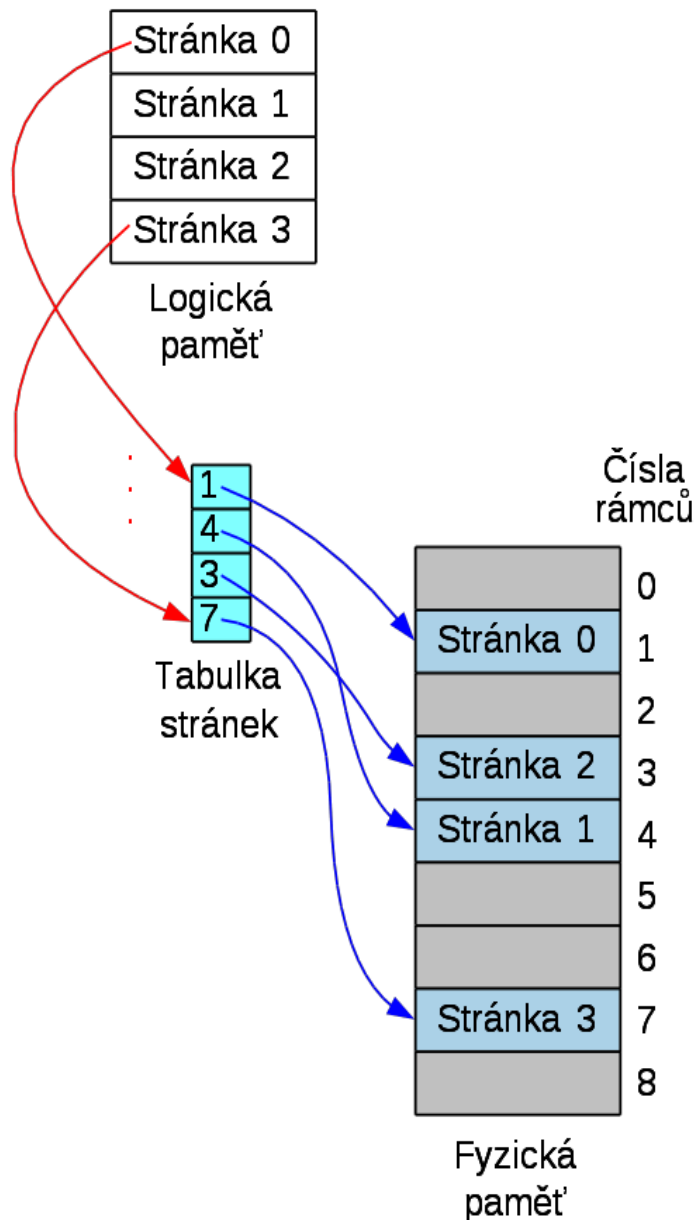 Stránka 0
Stránka 1
Stránka 2
Stránka 3
Logická
paměť
1
4
3
7
Tabulka
stránek
Čísla
rámců
0
Stránka 0 1
2
Stránka 2 3
Stránka 1 4
5
6
Stránka 3 7
8
Fyzická
paměť